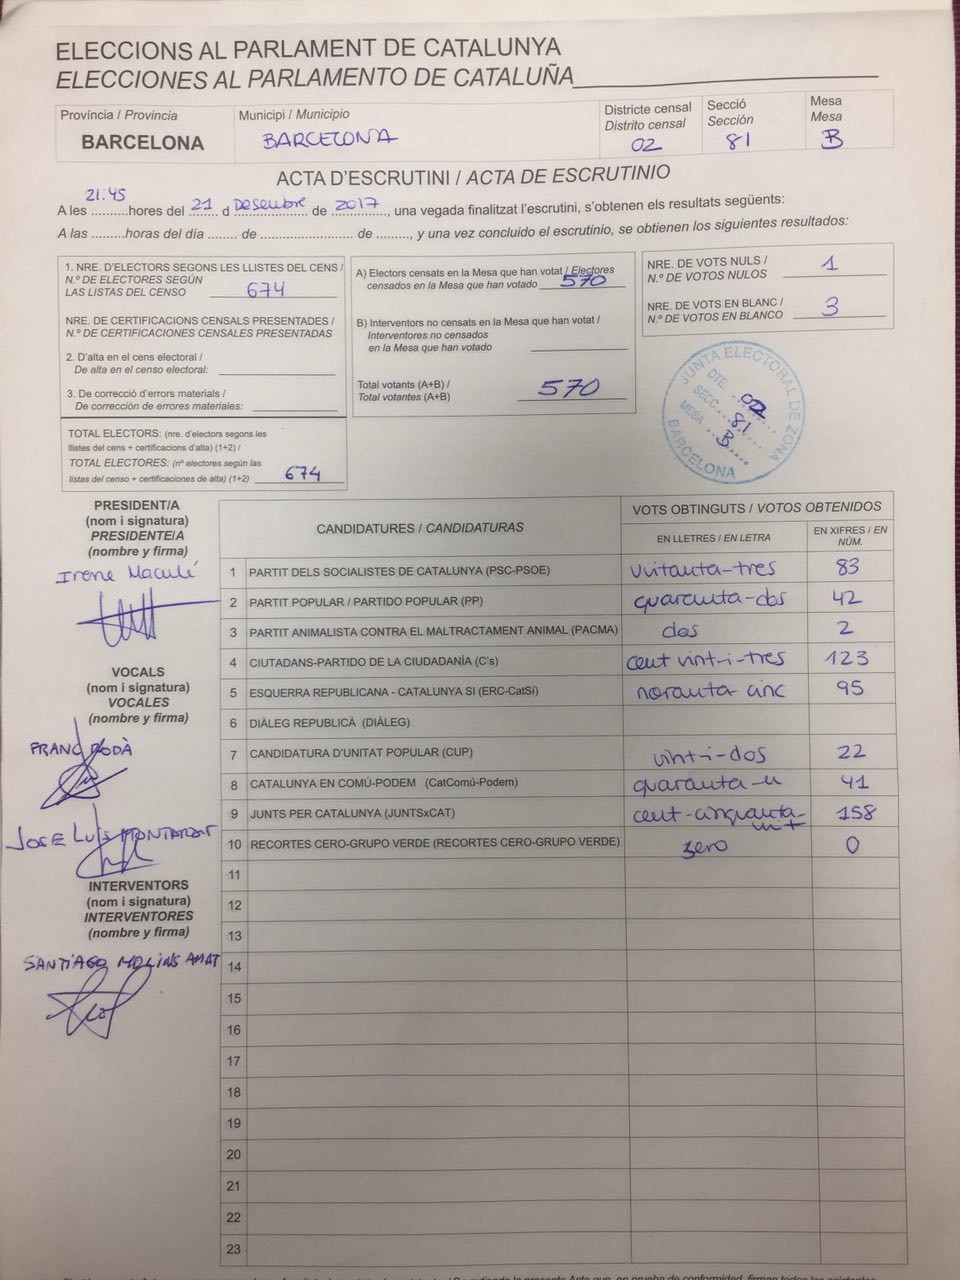 ELECCIONS AL PARLAMENT DE CATALUNYA
ELECCIONES AL PARLAMENTO DE CATALUÑA
Província / Provincia
BARCELONA
Municipi / Municipio
BARCELONA
Districte censal
Distrito censal
02
Secció
Sección
81
Mesa
Mesa
B
ACTA D'ESCRUTINI / ACTA DE ESCRUTINIO
21:45
A les .........hores del 21 d Desembre de 2017, una vegada finalitzat l'escrutini, s'obtenen els resultats següents:
A las .........horas del día ....... de ....................... de ........, y una vez concluido el escrutinio, se obtienen los siguientes resultados:
1. NRE. D'ELECTORS SEGONS LES LLISTES DEL CENS /
N.º DE ELECTORES SEGÚN
LAS LISTAS DEL CENSO 674
NRE. DE CERTIFICACIONS CENSALS PRESENTADES /
N.º DE CERTIFICACIONES CENSALES PRESENTADAS
2. D'alta en el cens electoral /
De alta en el censo electoral:
3. De correcció d'errors materials /
De corrección de errores materiales:
TOTAL ELECTORS: (nre. d'electors segons les
llistes del cens + certificacions d'alta) (1+2) /
TOTAL ELECTORES: (nº electores según las
listas del censo + certificaciones de alta) (1+2) 674
A) Electors censats en la Mesa que han votat / Electores
censados en la Mesa que han votado 570
B) Interventors no censats en la Mesa que han votat /
Interventores no censados
en la Mesa que han votado
Total votants (A+B) /
Total votantes (A+B) 570
NRE. DE VOTS NULS /
N.º DE VOTOS NULOS 1
NRE. DE VOTS EN BLANC /
N.º DE VOTOS EN BLANCO 3
JUNTA ELECTORAL DE ZONA
DTE. 02
SECC. 81
MESA B
BARCELONA
PRESIDENT/A
(nom i signatura)
PRESIDENTE/A
(nombre y firma)
Irene Maculé
VOCALS
(nom i signatura)
VOCALES
(nombre y firma)
JOSE LUIS
INTERVENTORS
(nom i signatura)
INTERVENTORES
(nombre y firma)
SANTIAGO MOLINS AMAT
CANDIDATURES / CANDIDATURAS
VOTS OBTINGUTS / VOTOS OBTENIDOS
EN LLETRES / EN LETRA
EN XIFRES / EN
NÚM.
1 PARTIT DELS SOCIALISTES DE CATALUNYA (PSC-PSOE) vuitanta-tres 83
2 PARTIT POPULAR / PARTIDO POPULAR (PP) quaranta-dos 42
3 PARTIT ANIMALISTA CONTRA EL MALTRACTAMENT ANIMAL (PACMA) dos 2
4 CIUTADANS-PARTIDO DE LA CIUDADANÍA (C's) cent vint-i-tres 123
5 ESQUERRA REPUBLICANA - CATALUNYA SI (ERC-CatSí) noranta cinc 95
6 DIÀLEG REPUBLICÀ (DIÀLEG)
7 CANDIDATURA D'UNITAT POPULAR (CUP) vint-i-dos 22
8 CATALUNYA EN COMÚ-PODEM (CatComú-Podem) quaranta-u 41
9 JUNTS PER CATALUNYA (JUNTSxCAT) cent-cinquanta-vuit 158
10 RECORTES CERO-GRUPO VERDE (RECORTES CERO-GRUPO VERDE) zero 0
11
12
13
14
15
16
17
18
19
20
21
22
23